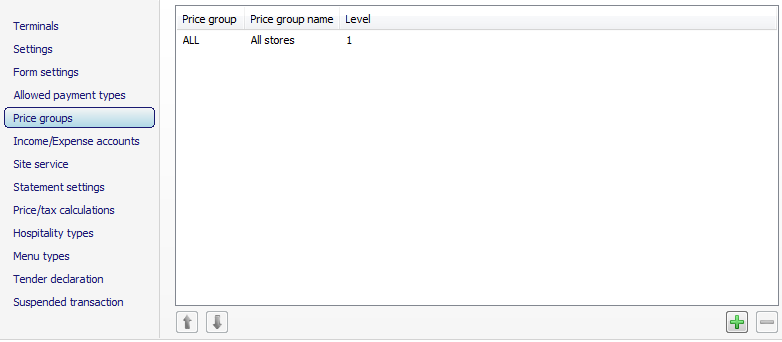 Terminals
Settings
Form settings
Allowed payment types
Price groups
Income/Expense accounts
Site service
Statement settings
Price/tax calculations
Hospitality types
Menu types
Tender declaration
Suspended transaction
Price group Price group name Level
ALL All stores 1